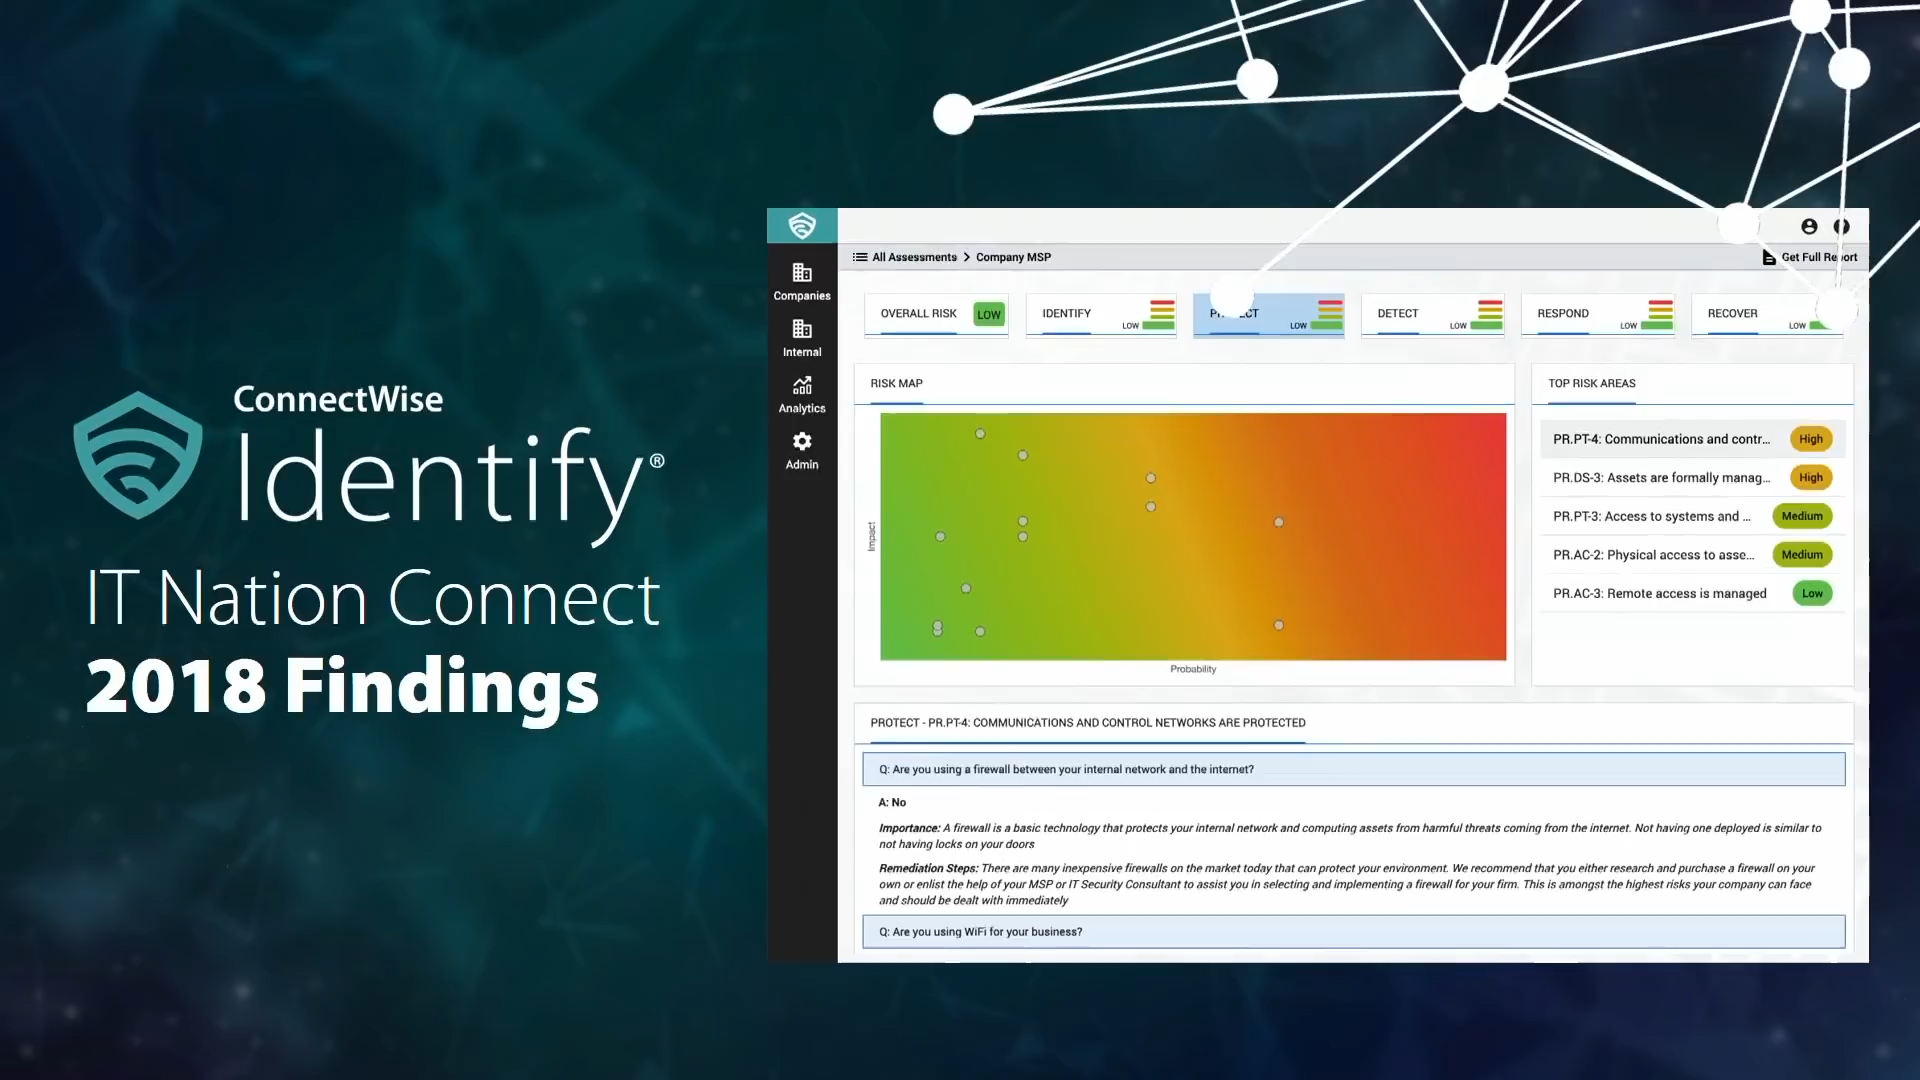 ConnectWise
Identify®
IT Nation Connect
2018 Findings
All Assessments > Company MSP
Get Full Report
Companies
Internal
Analytics
Admin
OVERALL RISK LOW
IDENTIFY LOW
LOW
DETECT LOW
RESPOND LOW
RECOVER LOW
RISK MAP
Impact
Probability
TOP RISK AREAS
PR.PT-4: Communications and contr... High
PR.DS-3: Assets are formally manag... High
PR.PT-3: Access to systems and ... Medium
PR.AC-2: Physical access to asse... Medium
PR.AC-3: Remote access is managed Low
PROTECT - PR.PT-4: COMMUNICATIONS AND CONTROL NETWORKS ARE PROTECTED
Q: Are you using a firewall between your internal network and the internet?
A: No
Importance: A firewall is a basic technology that protects your internal network and computing assets from harmful threats coming from the internet. Not having one deployed is similar to
not having locks on your doors
Remediation Steps: There are many inexpensive firewalls on the market today that can protect your environment. We recommend that you either research and purchase a firewall on your
own or enlist the help of your MSP or IT Security Consultant to assist you in selecting and implementing a firewall for your firm. This is amongst the highest risks your company can face
and should be dealt with immediately
Q: Are you using WiFi for your business?